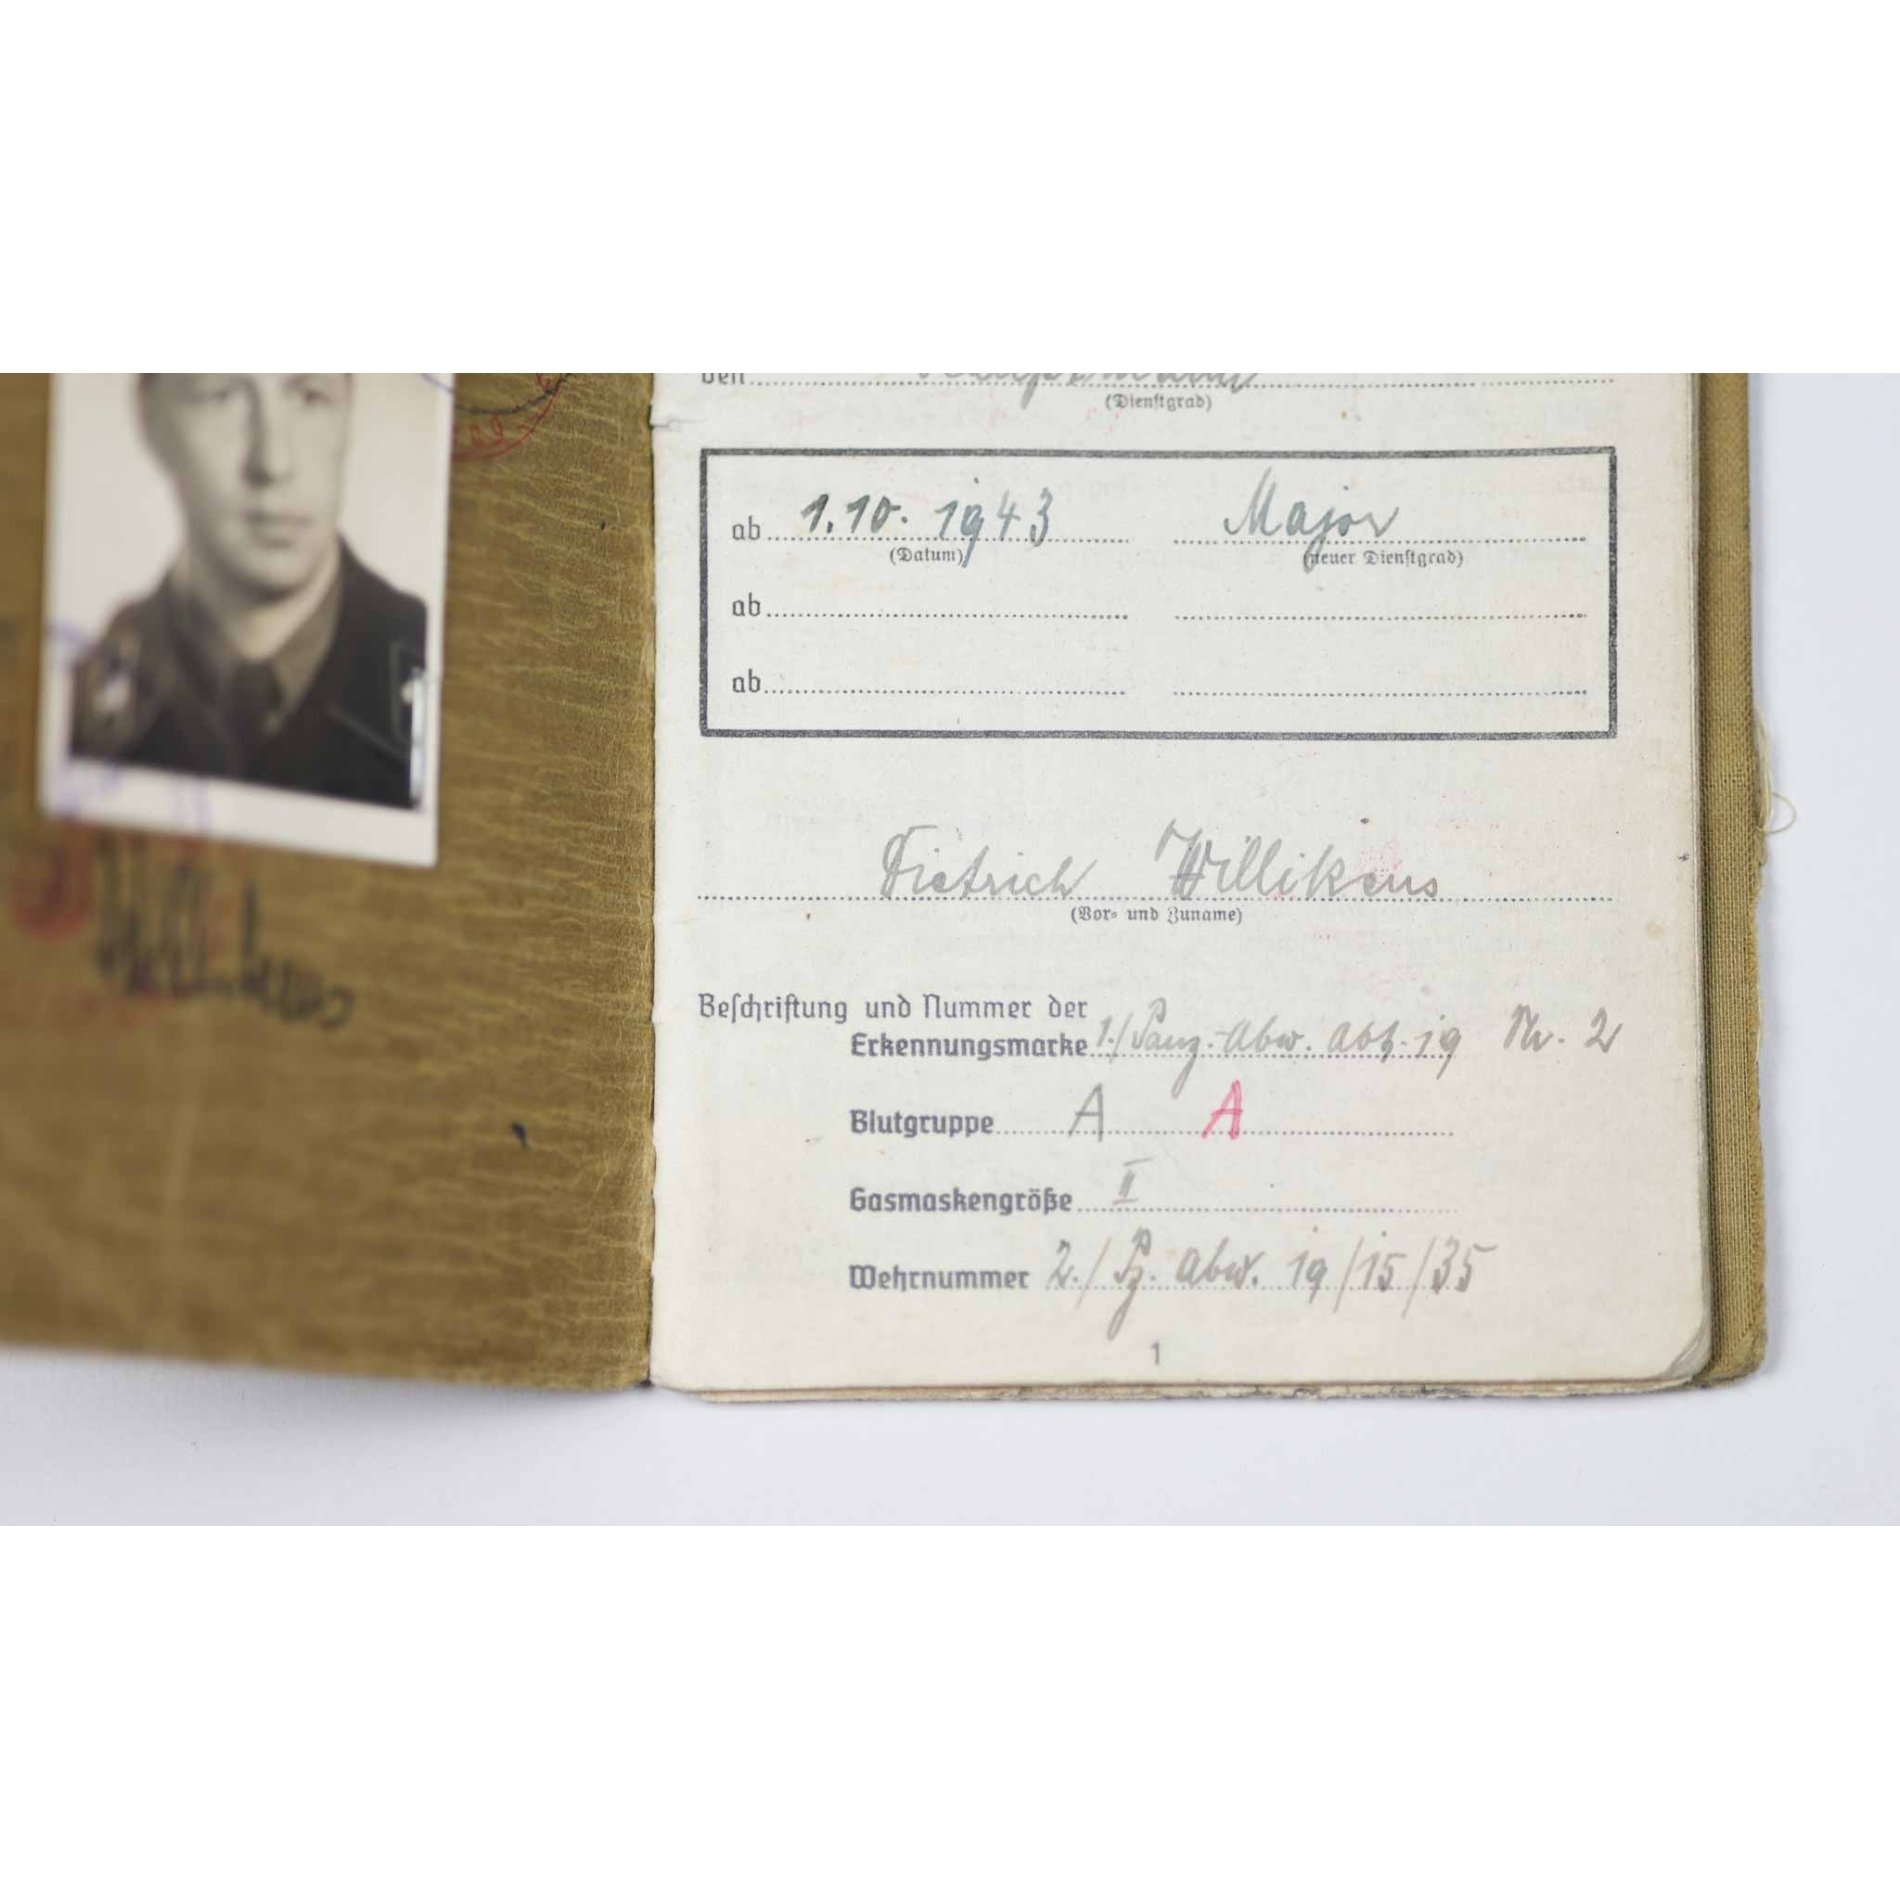 Willikens
den
(Dienstgrad)
ab 1.10.1943 Major
(Datum) (neuer Dienstgrad)
ab
ab
Dietrich Willikens
(Vor- und Zuname)
Beschriftung und Nummer der
Erkennungsmarke 1./Panz.-Abw. Abt. 19 Nr. 2
Blutgruppe A A
Gasmaskengröße II
Wehrnummer 2./Pz. Abw. 19/15/35
1